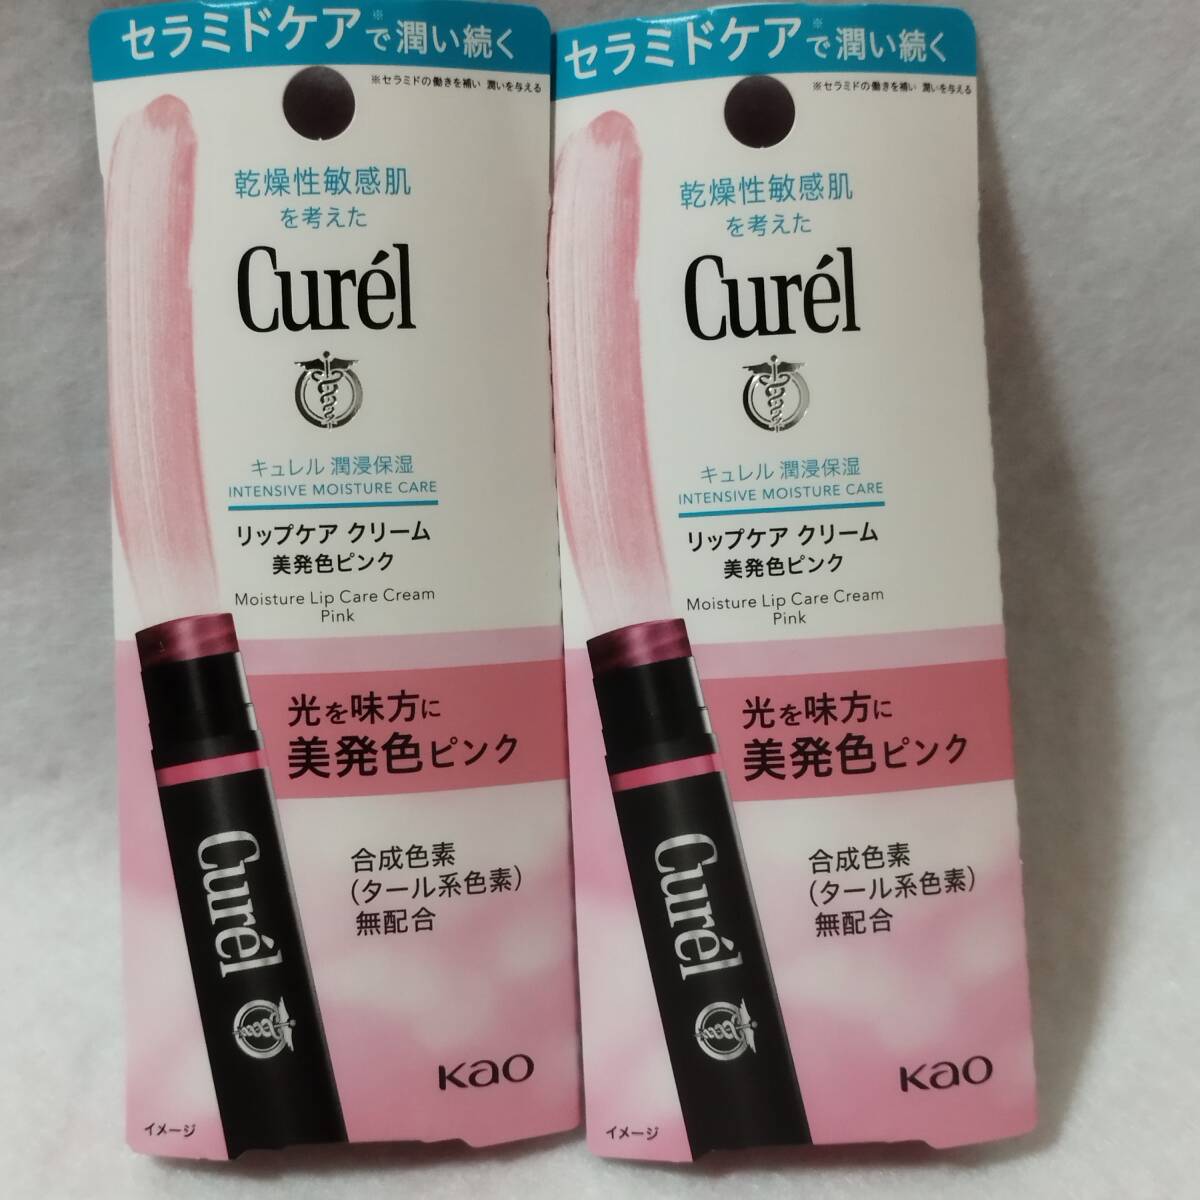 セラミドケア※で潤い続く
※セラミドの働きを補い 潤いを与える
乾燥性敏感肌
を考えた
Curél
キュレル 潤浸保湿
INTENSIVE MOISTURE CARE
リップケア クリーム
美発色ピンク
Moisture Lip Care Cream
Pink
光を味方に
美発色ピンク
合成色素
(タール系色素)
無配合
Curél
Kao
イメージ
セラミドケア※で潤い続く
※セラミドの働きを補い 潤いを与える
乾燥性敏感肌
を考えた
Curél
キュレル 潤浸保湿
INTENSIVE MOISTURE CARE
リップケア クリーム
美発色ピンク
Moisture Lip Care Cream
Pink
光を味方に
美発色ピンク
合成色素
(タール系色素)
無配合
Curél
Kao
イメージ